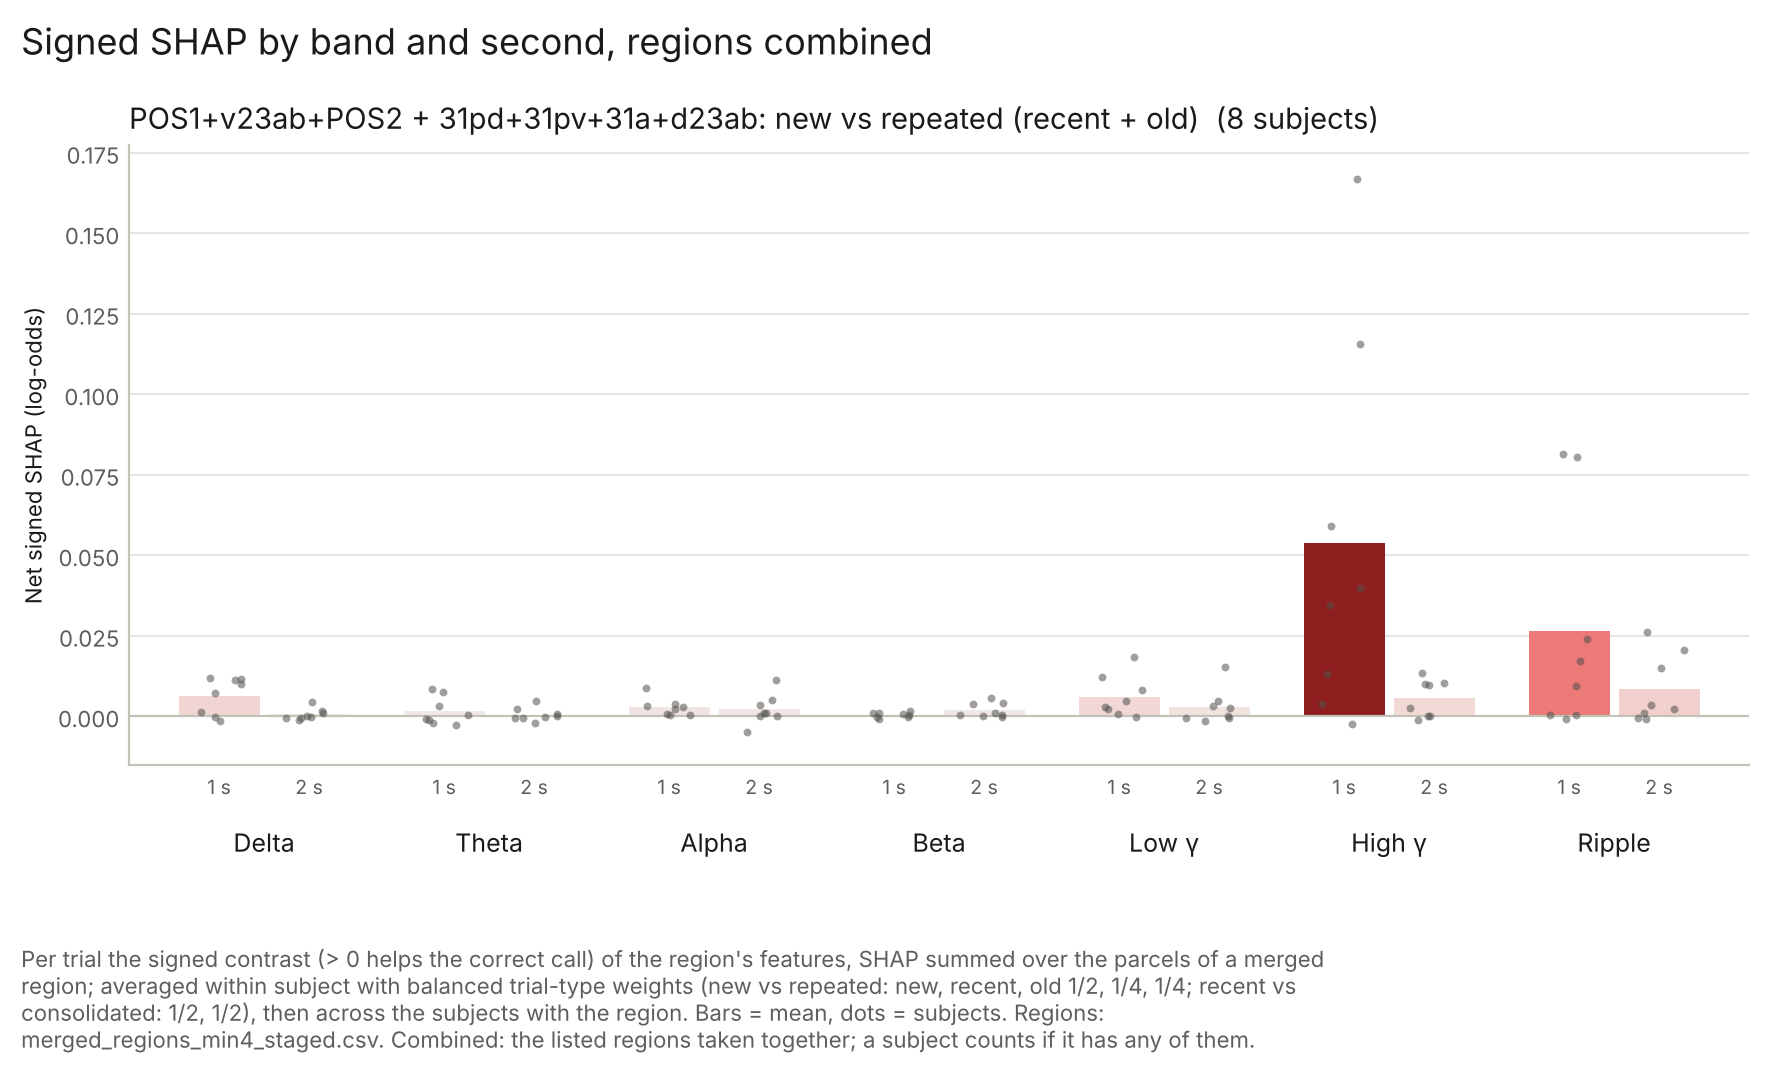 Signed SHAP by band and second, regions combined
POS1+v23ab+POS2 + 31pd+31pv+31a+d23ab: new vs repeated (recent + old)  (8 subjects)
Net signed SHAP (log-odds)
0.175
0.150
0.125
0.100
0.075
0.050
0.025
0.000
1 s 2 s 1 s 2 s 1 s 2 s 1 s 2 s 1 s 2 s 1 s 2 s 1 s 2 s
Delta Theta Alpha Beta Low γ High γ Ripple
Per trial the signed contrast (> 0 helps the correct call) of the region's features, SHAP summed over the parcels of a merged
region; averaged within subject with balanced trial-type weights (new vs repeated: new, recent, old 1/2, 1/4, 1/4; recent vs
consolidated: 1/2, 1/2), then across the subjects with the region. Bars = mean, dots = subjects. Regions:
merged_regions_min4_staged.csv. Combined: the listed regions taken together; a subject counts if it has any of them.